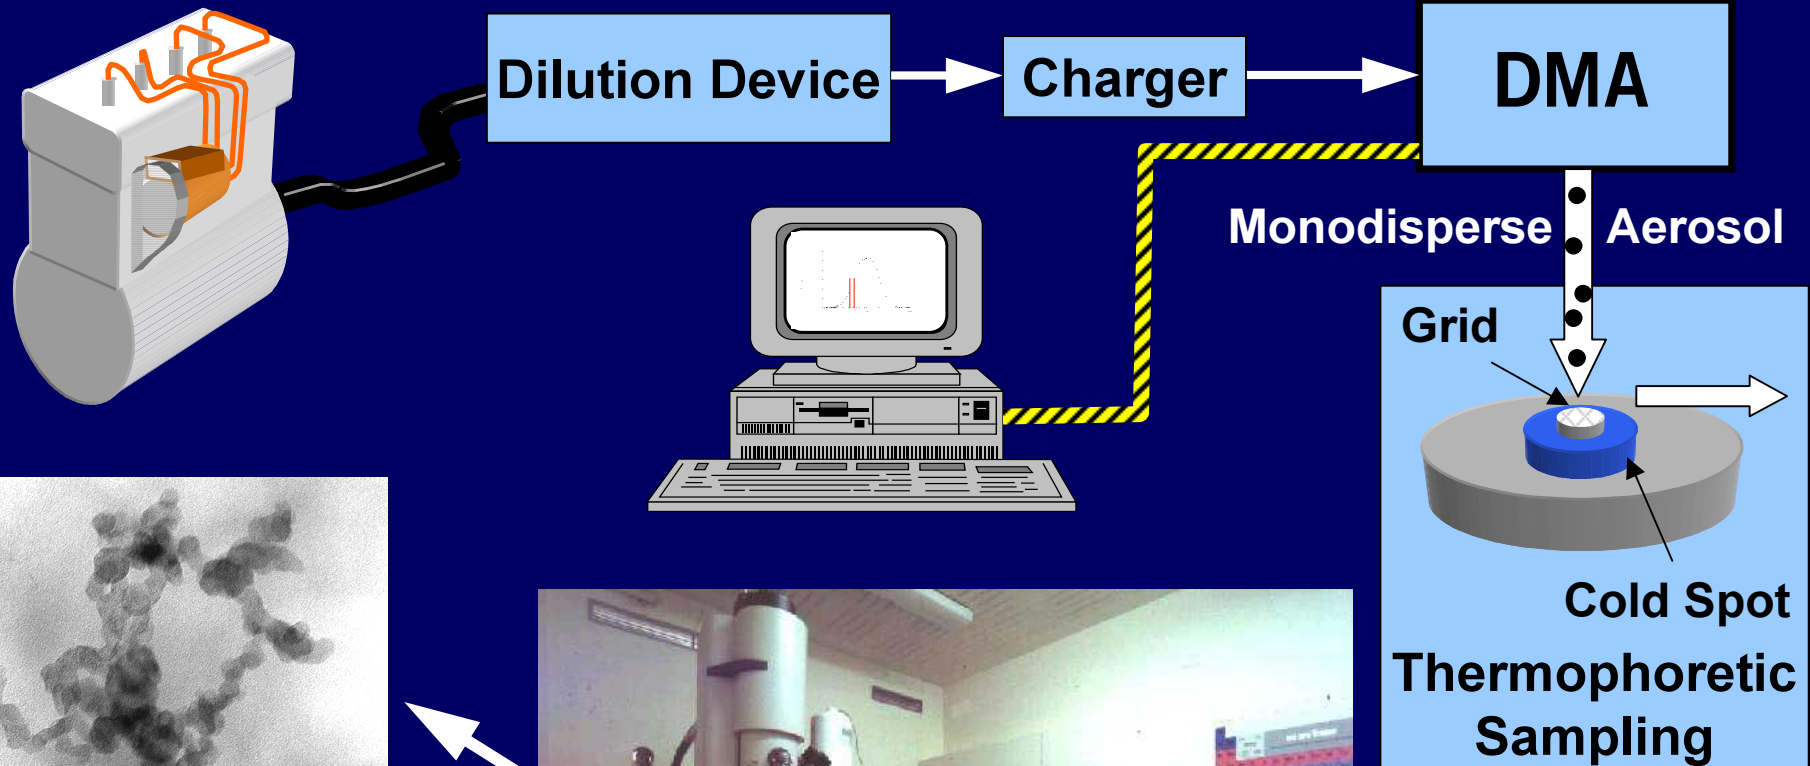 Dilution Device
Charger
DMA
Monodisperse Aerosol
Grid
Cold Spot
Thermophoretic
Sampling